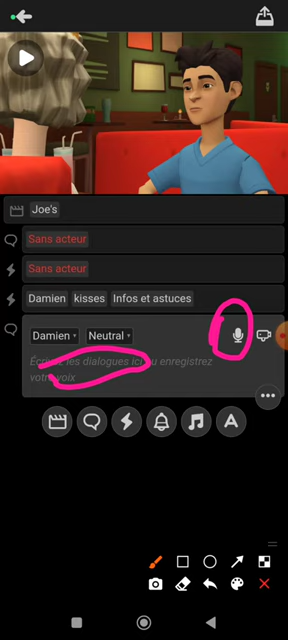 Joe's
Sans acteur
Sans acteur
Damien kisses Infos et astuces
Damien Neutral
Écrivez les dialogues ici ou enregistrez
votre voix
A